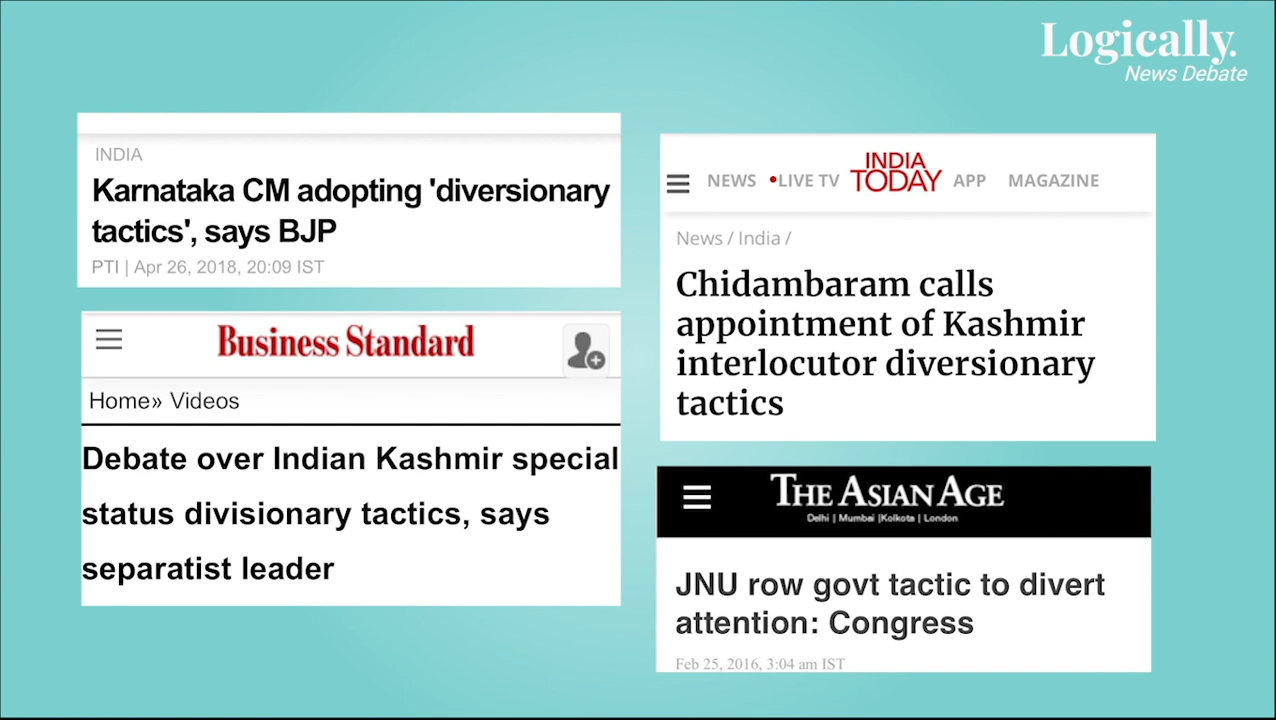 Logically.
News Debate
INDIA
Karnataka CM adopting 'diversionary
tactics', says BJP
PTI | Apr 26, 2018, 20:09 IST
Business Standard
Home» Videos
Debate over Indian Kashmir special
status divisionary tactics, says
separatist leader
NEWS •LIVE TV INDIA TODAY APP MAGAZINE
News / India /
Chidambaram calls
appointment of Kashmir
interlocutor diversionary
tactics
THE ASIAN AGE
Delhi | Mumbai |Kolkota | London
JNU row govt tactic to divert
attention: Congress
Feb 25, 2016, 3:04 am IST